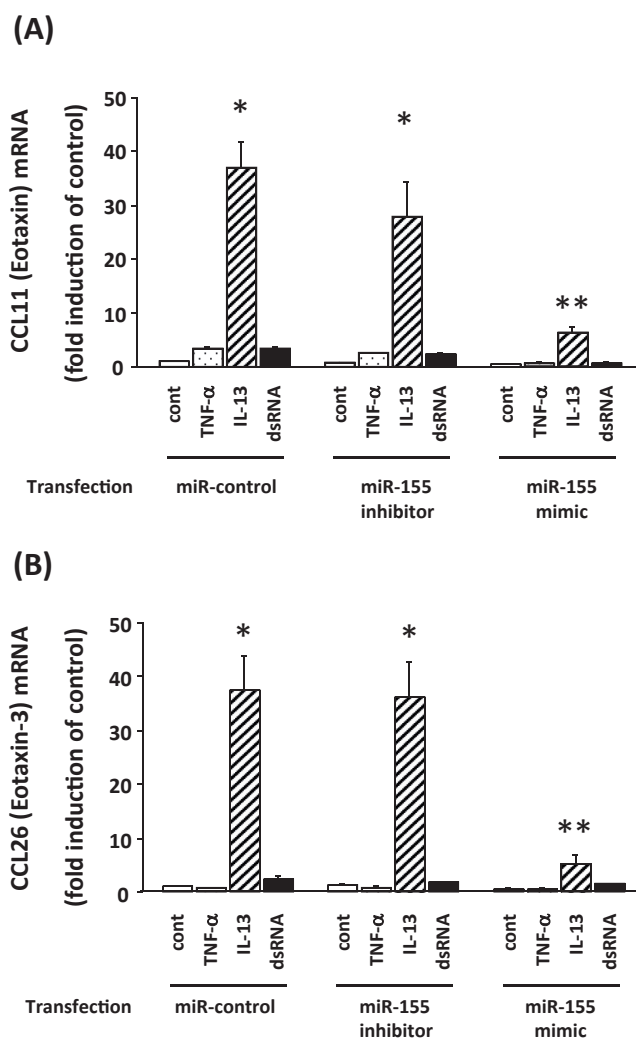 (A)
CCL11 (Eotaxin) mRNA
(fold induction of control)
50
40
30
20
10
0
* * **
cont TNF-α IL-13 dsRNA cont TNF-α IL-13 dsRNA cont TNF-α IL-13 dsRNA
Transfection miR-control miR-155 miR-155
inhibitor mimic
(B)
CCL26 (Eotaxin-3) mRNA
(fold induction of control)
50
40
30
20
10
0
* * **
cont TNF-α IL-13 dsRNA cont TNF-α IL-13 dsRNA cont TNF-α IL-13 dsRNA
Transfection miR-control miR-155 miR-155
inhibitor mimic